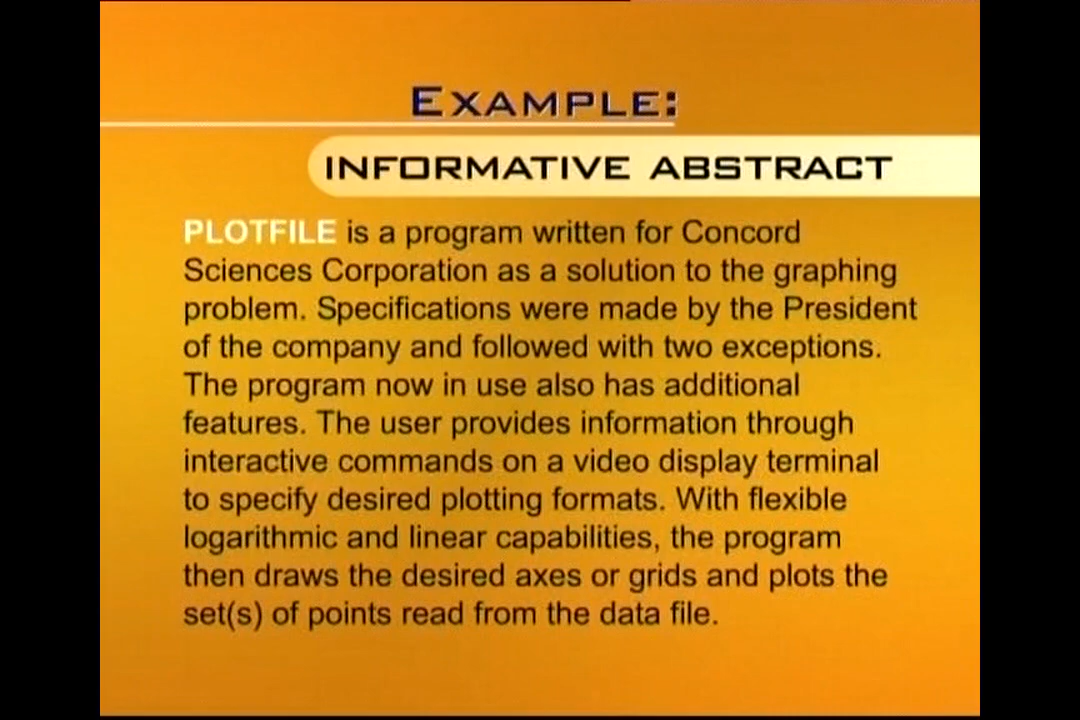 EXAMPLE:
INFORMATIVE ABSTRACT
PLOTFILE is a program written for Concord
Sciences Corporation as a solution to the graphing
problem. Specifications were made by the President
of the company and followed with two exceptions.
The program now in use also has additional
features. The user provides information through
interactive commands on a video display terminal
to specify desired plotting formats. With flexible
logarithmic and linear capabilities, the program
then draws the desired axes or grids and plots the
set(s) of points read from the data file.